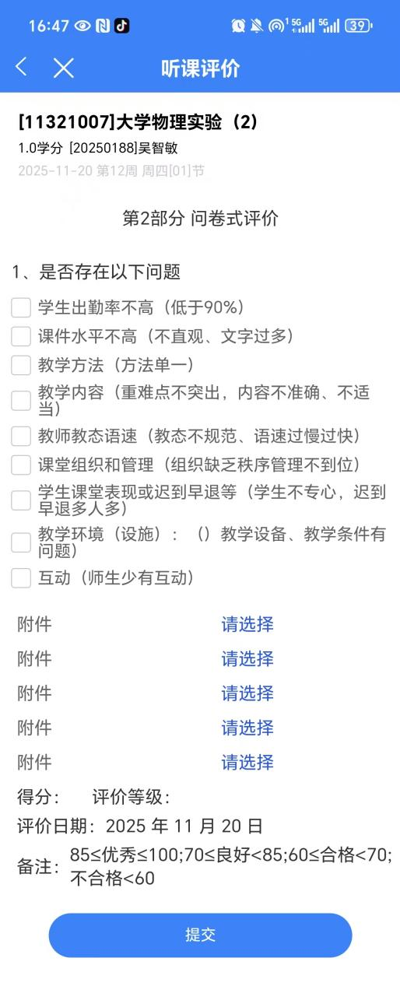 16:47
1 5G 5G 39
听课评价
[11321007]大学物理实验（2）
1.0学分 [20250188]吴智敏
2025-11-20 第12周 周四[01]节
第2部分 问卷式评价
1、是否存在以下问题
学生出勤率不高（低于90%）
课件水平不高（不直观、文字过多）
教学方法（方法单一）
教学内容（重难点不突出，内容不准确、不适
当）
教师教态语速（教态不规范、语速过慢过快）
课堂组织和管理（组织缺乏秩序管理不到位）
学生课堂表现或迟到早退等（学生不专心，迟到
早退多人多）
教学环境（设施）：（）教学设备、教学条件有
问题）
互动（师生少有互动）
附件 请选择
附件 请选择
附件 请选择
附件 请选择
附件 请选择
得分： 评价等级：
评价日期：2025 年 11 月 20 日
备注：85≤优秀≤100;70≤良好<85;60≤合格<70;
不合格<60
提交